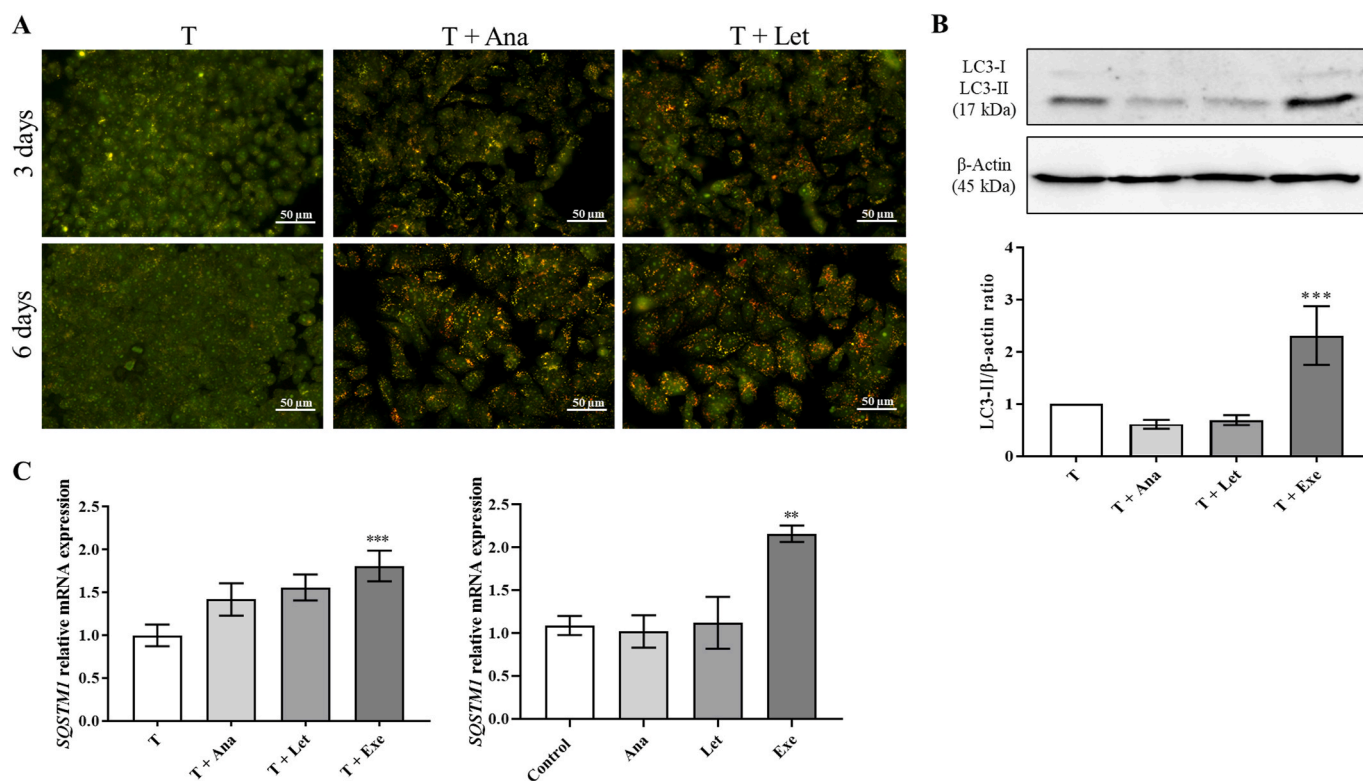 A
T
T + Ana
T + Let
3 days
50 µm
50 µm
50 µm
6 days
50 µm
50 µm
50 µm
B
LC3-I
LC3-II
(17 kDa)
β-Actin
(45 kDa)
LC3-II/β-actin ratio
4
3
2
1
0
***
T
T + Ana
T + Let
T + Exe
C
SQSTM1 relative mRNA expression
2.5
2.0
1.5
1.0
0.5
0.0
***
T
T + Ana
T + Let
T + Exe
SQSTM1 relative mRNA expression
2.5
2.0
1.5
1.0
0.5
0.0
**
Control
Ana
Let
Exe